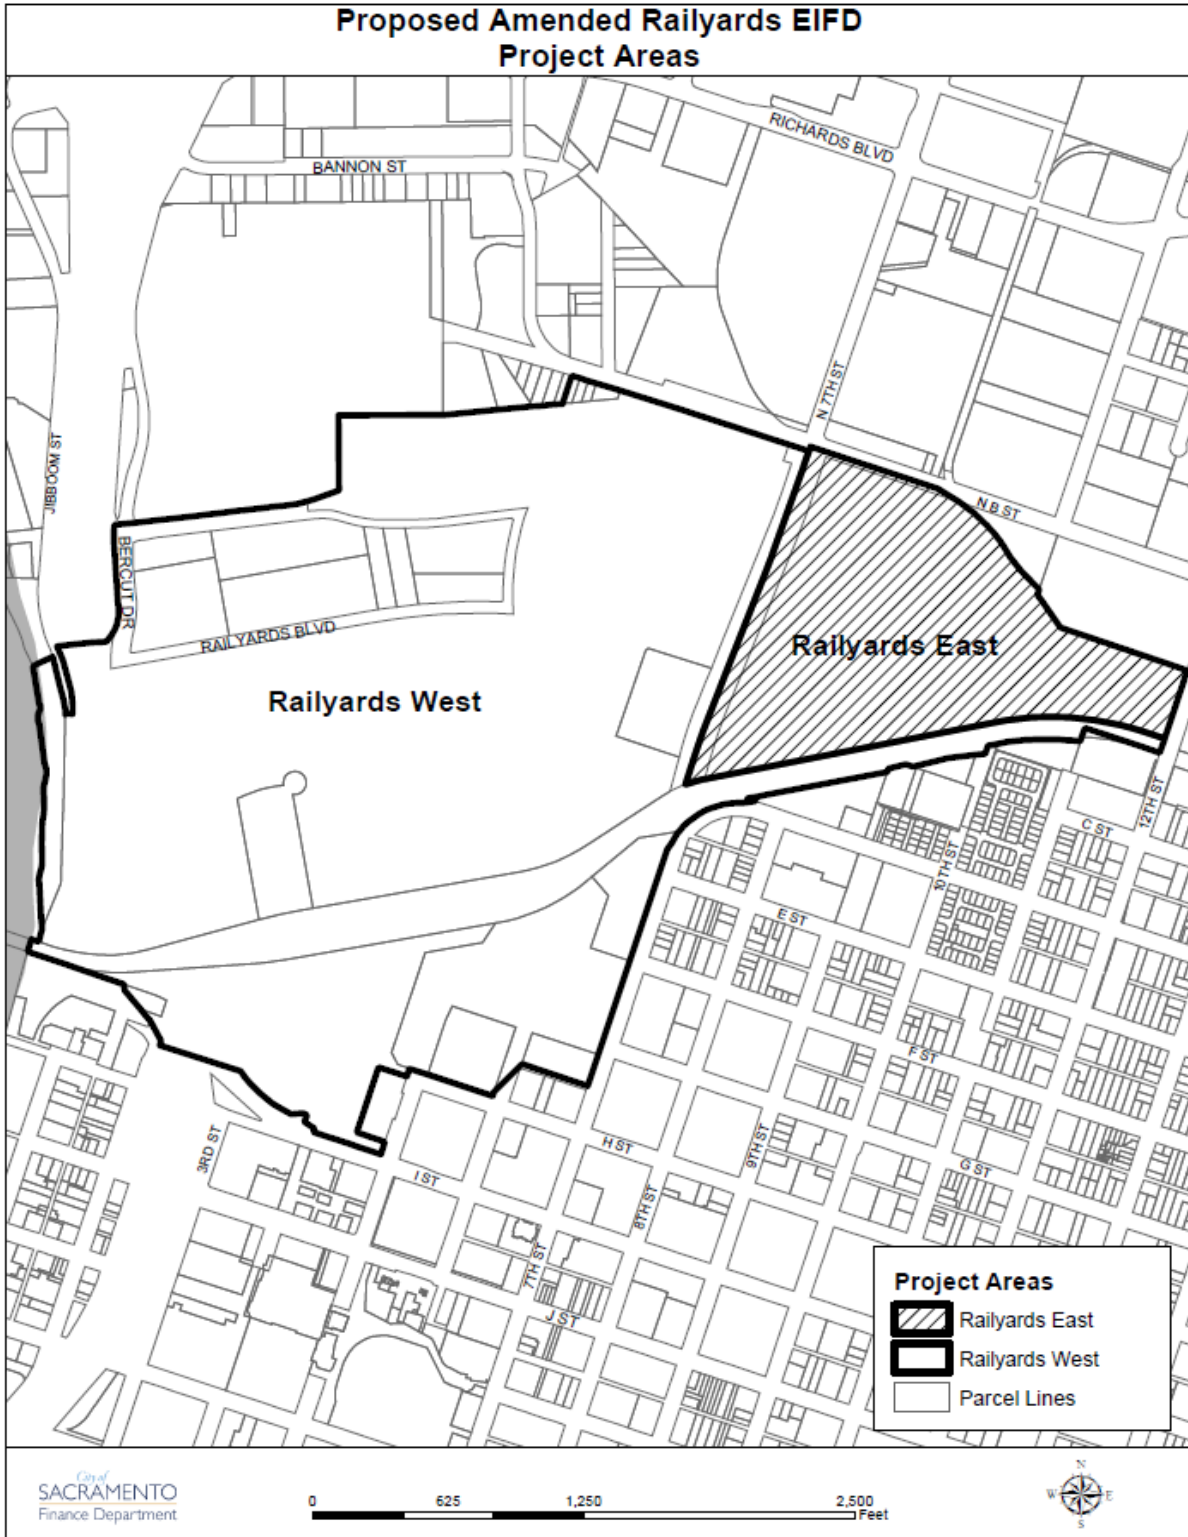 Proposed Amended Railyards EIFD
Project Areas
RICHARDS BLVD
BANNON ST
N 7TH ST
JIBBOOM ST
N B ST
BERCUT DR
RAILYARDS BLVD
Railyards East
Railyards West
12TH ST
C ST
10TH ST
E ST
F ST
3RD ST
H ST
9TH ST
G ST
I ST
8TH ST
7TH ST
J ST
Project Areas
Railyards East
Railyards West
Parcel Lines
City of
SACRAMENTO
Finance Department
0 625 1,250 2,500
Feet
N
W E
S